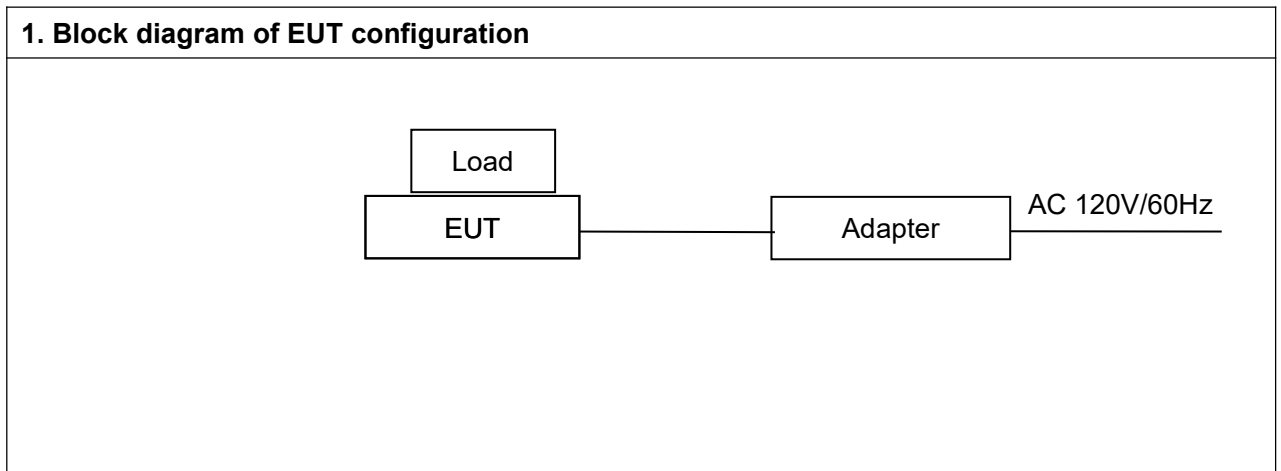 1. Block diagram of EUT configuration
Load
EUT
Adapter
AC 120V/60Hz